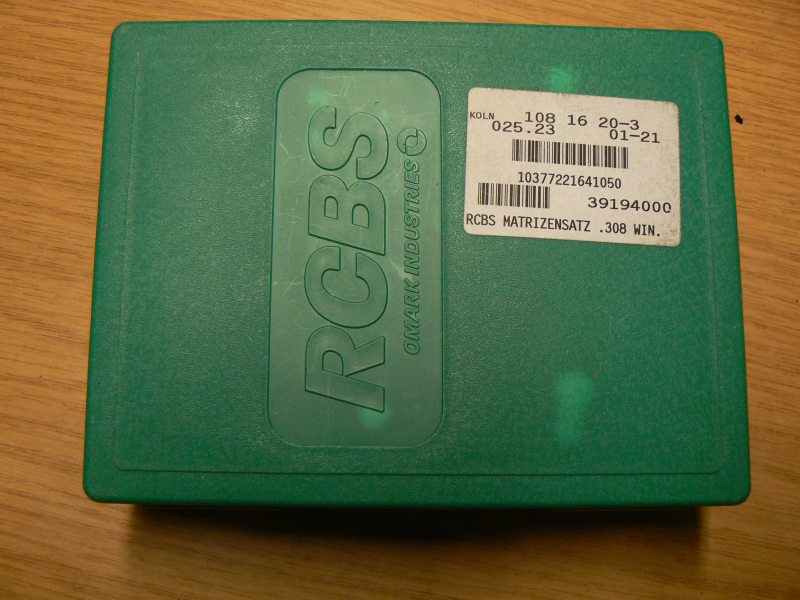 RCBS
OMARK INDUSTRIES
KOLN 108 16 20-3
025.23 01-21
10377221641050
39194000
RCBS MATRIZENSATZ .308 WIN.